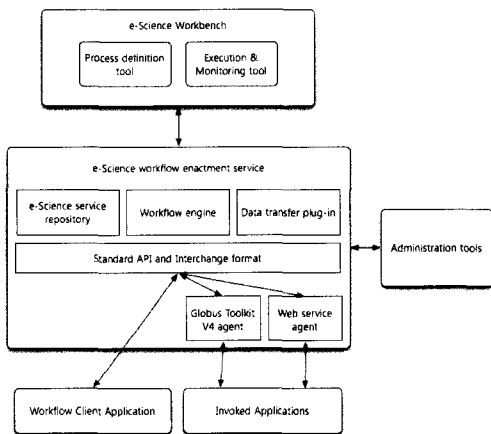 e-Science Workbench
Process definition
tool
Execution &
Monitoring tool
e-Science workflow enactment service
e-Science service
repository
Workflow engine
Data transfer plug-in
Standard API and Interchange format
Administration tools
Globus Toolkit
V4 agent
Web service
agent
Workflow Client Application
Invoked Applications